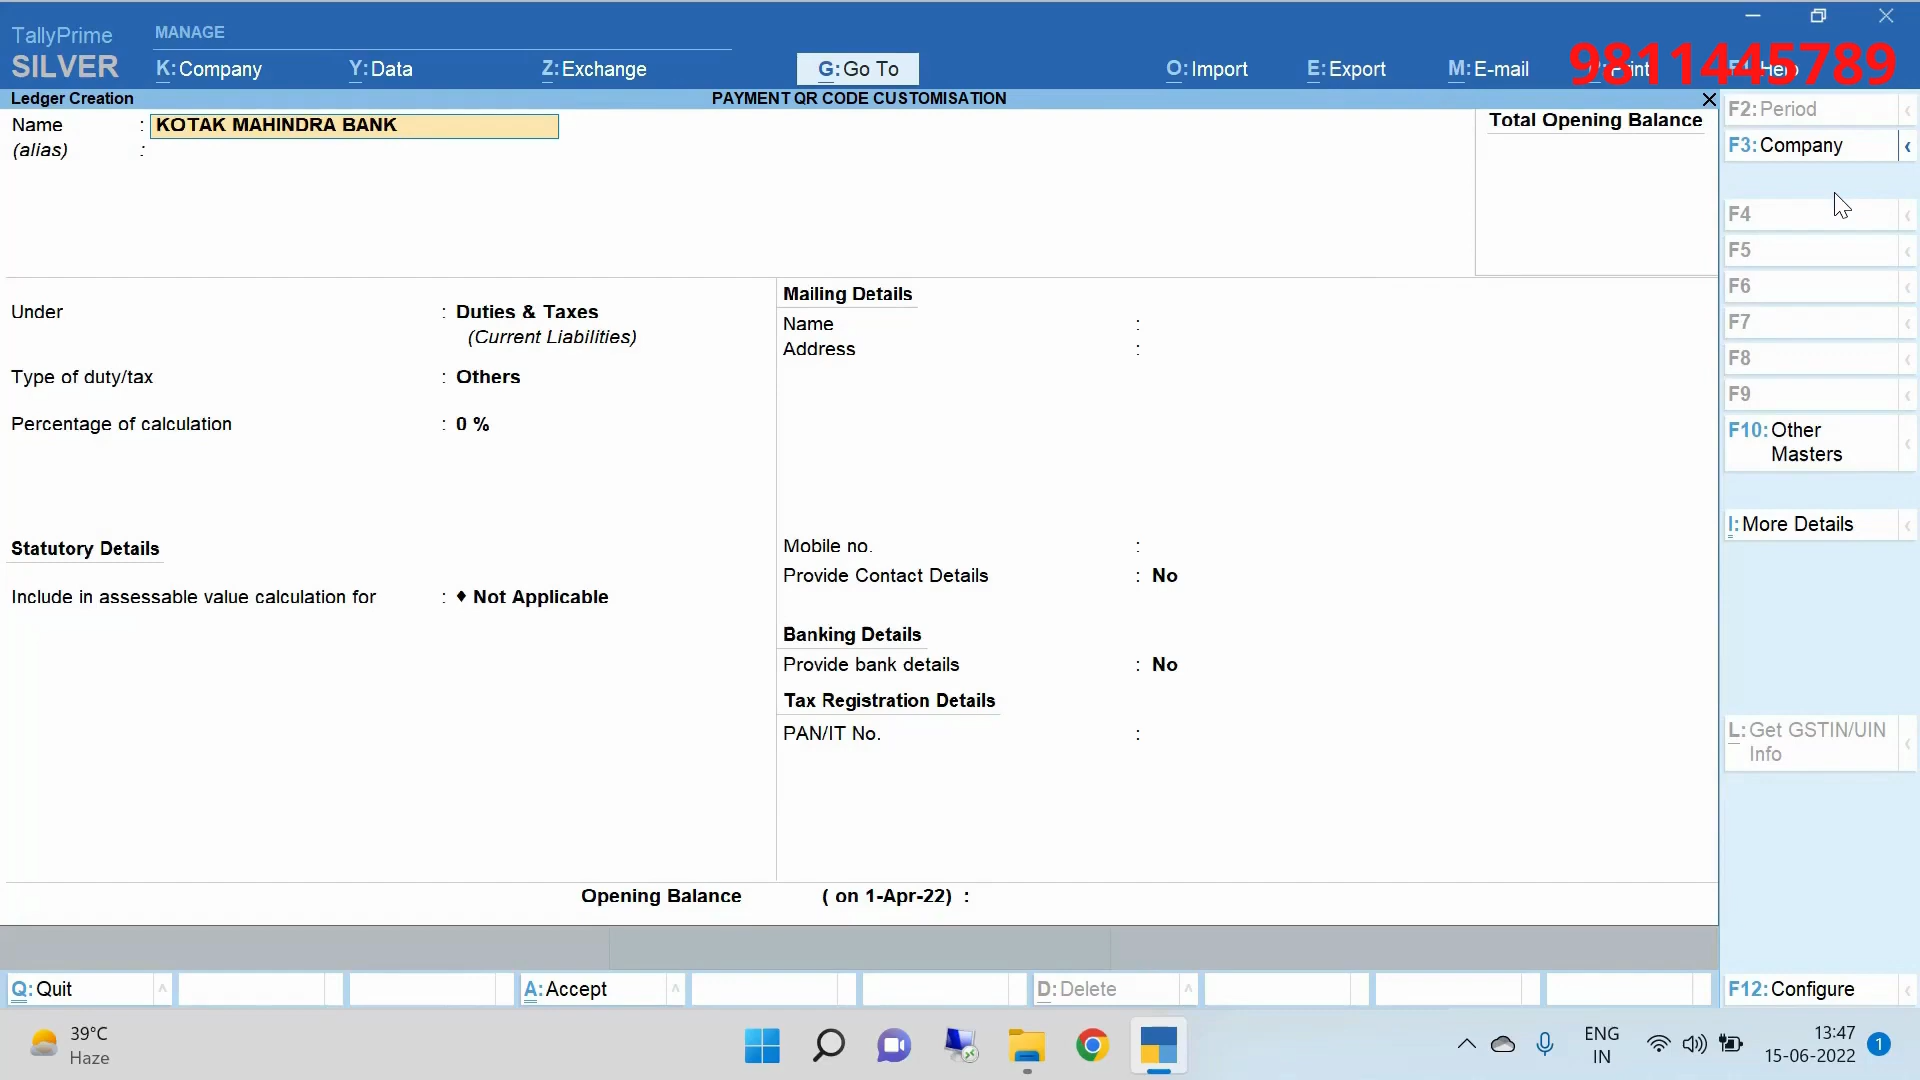 TallyPrime
SILVER
MANAGE
K: Company
Y: Data
Z: Exchange
G: Go To
O: Import
E: Export
M: E-mail
9811445789
Ledger Creation
PAYMENT QR CODE CUSTOMISATION
Name : KOTAK MAHINDRA BANK
(alias) :
Total Opening Balance
Under : Duties & Taxes
(Current Liabilities)
Type of duty/tax : Others
Percentage of calculation : 0 %
Statutory Details
Include in assessable value calculation for : ♦ Not Applicable
Mailing Details
Name :
Address :
Mobile no. :
Provide Contact Details : No
Banking Details
Provide bank details : No
Tax Registration Details
PAN/IT No. :
Opening Balance ( on 1-Apr-22) :
F2: Period
F3: Company
F4
F5
F6
F7
F8
F9
F10: Other
Masters
I: More Details
L: Get GSTIN/UIN
Info
F12: Configure
Q: Quit
A: Accept
D: Delete
39°C
Haze
ENG
IN
13:47
15-06-2022
1